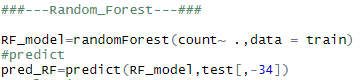 ###---Random_Forest---###
RF_model=randomForest(count~ .,data = train)
#predict
pred_RF=predict(RF_model,test[,-34])